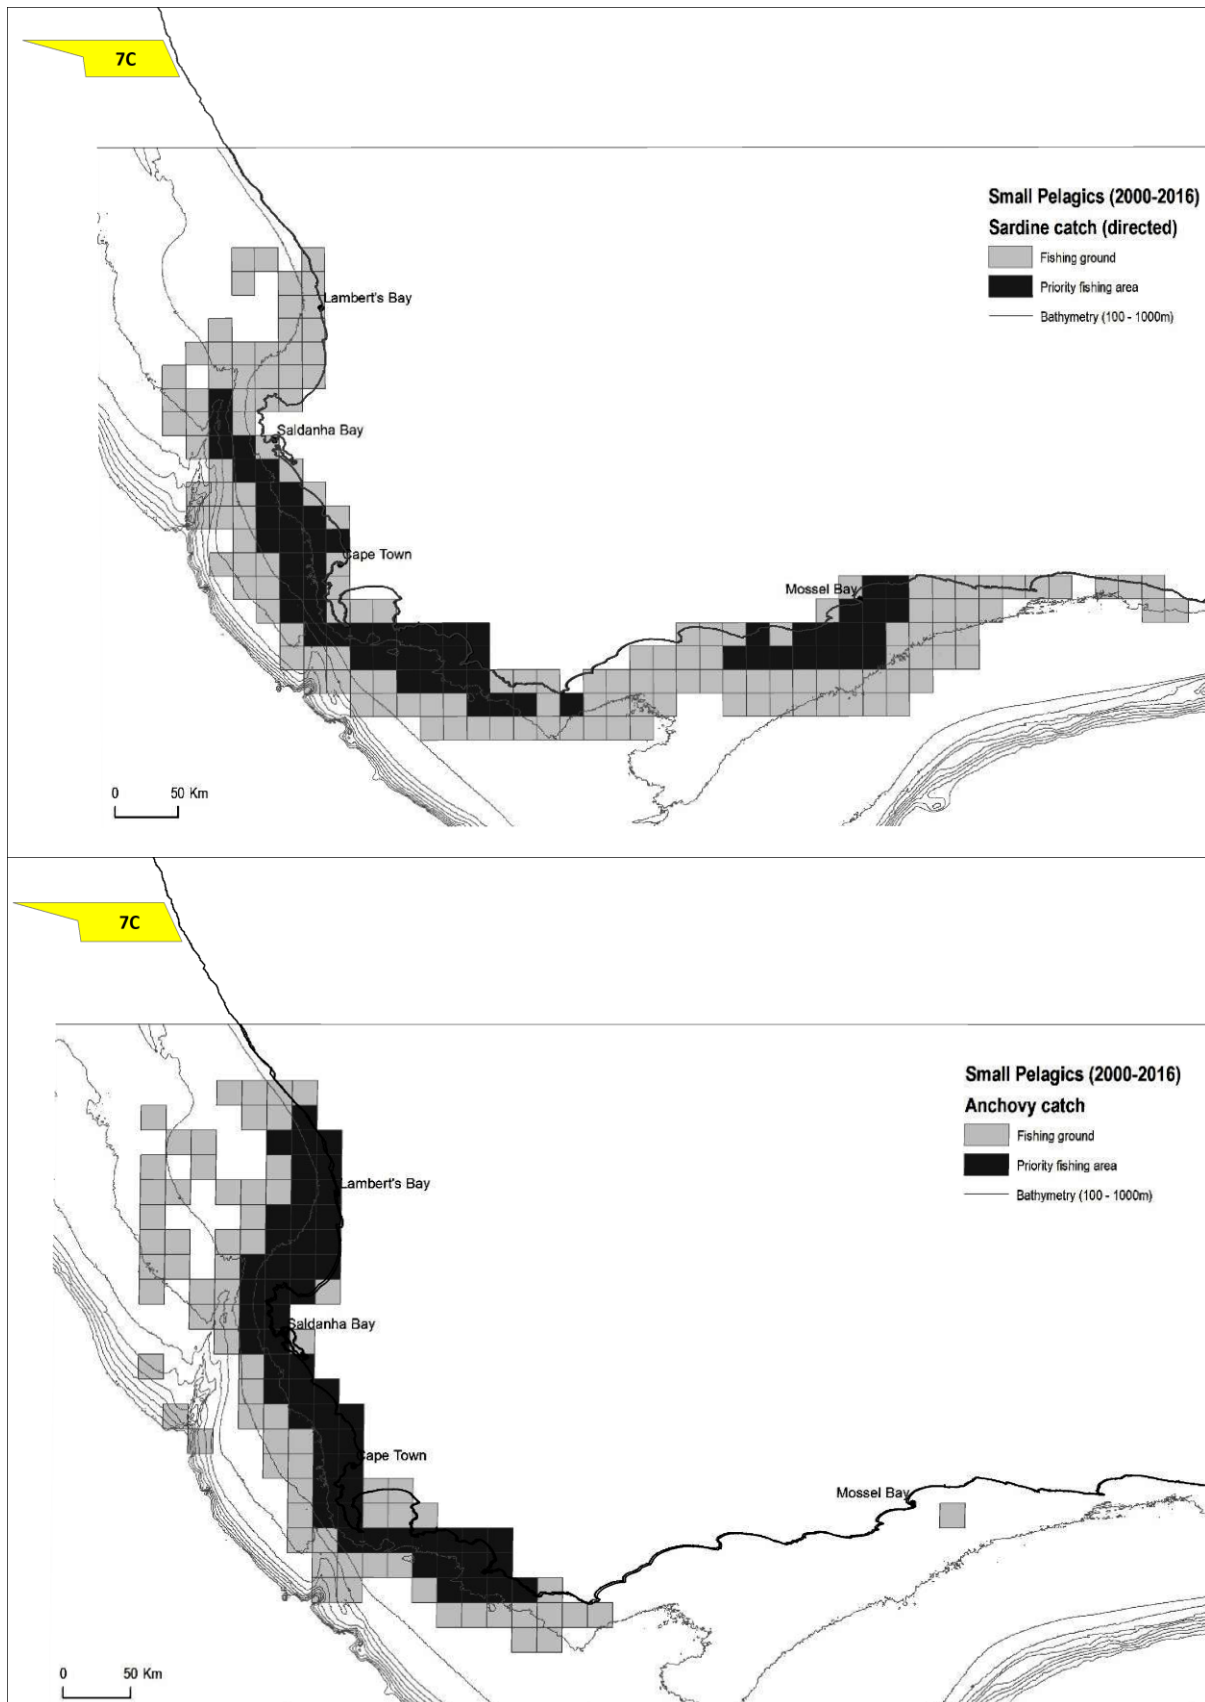 7C
Small Pelagics (2000-2016)
Sardine catch (directed)
Fishing ground
Priority fishing area
Bathymetry (100 - 1000m)
Lambert's Bay
Saldanha Bay
Cape Town
Mossel Bay
0 50 Km
7C
Small Pelagics (2000-2016)
Anchovy catch
Fishing ground
Priority fishing area
Bathymetry (100 - 1000m)
Lambert's Bay
Saldanha Bay
Cape Town
Mossel Bay
0 50 Km